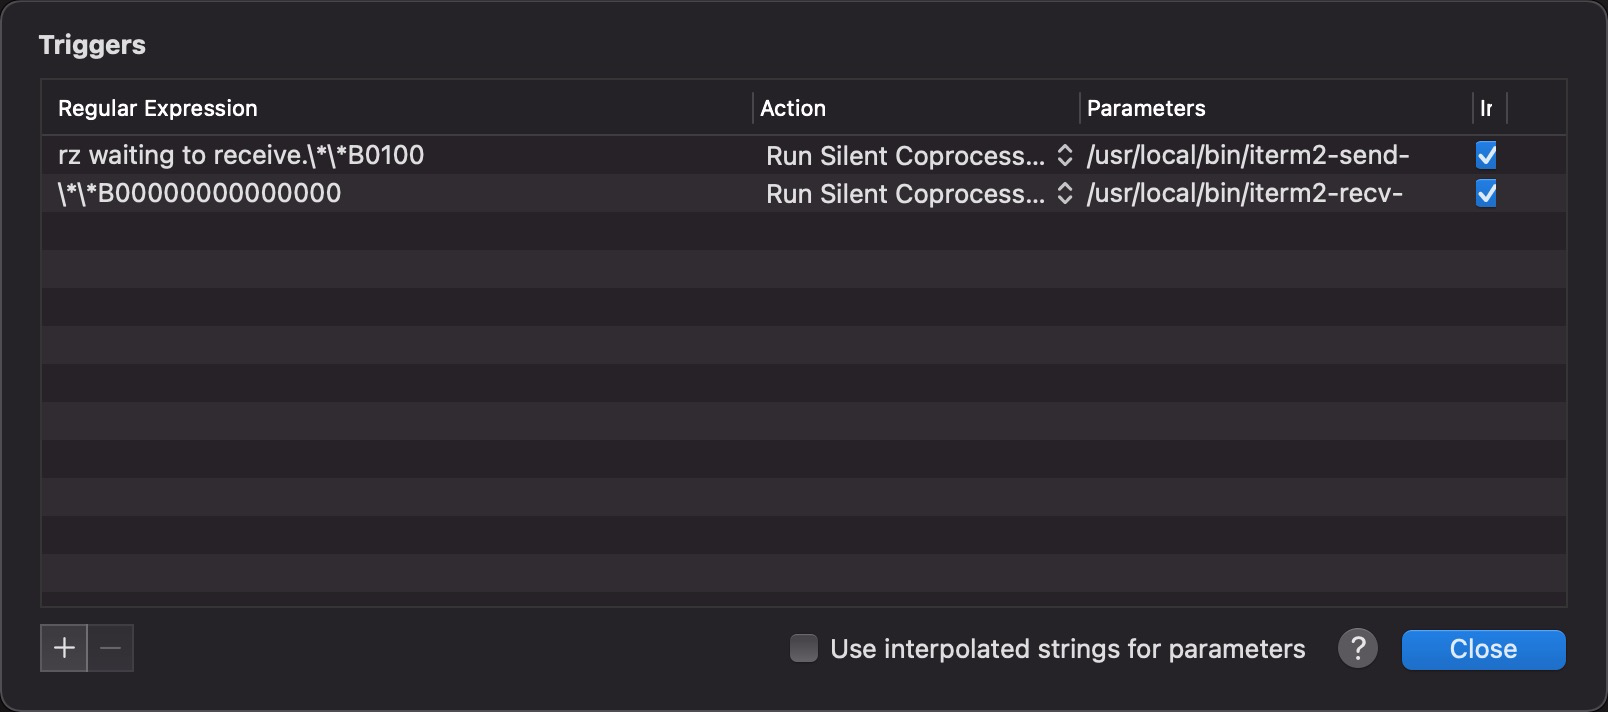 Triggers
Regular Expression Action Parameters Ir
rz waiting to receive.\*\*B0100 Run Silent Coprocess... /usr/local/bin/iterm2-send-
\*\*B00000000000000 Run Silent Coprocess... /usr/local/bin/iterm2-recv-
+ − Use interpolated strings for parameters ? Close